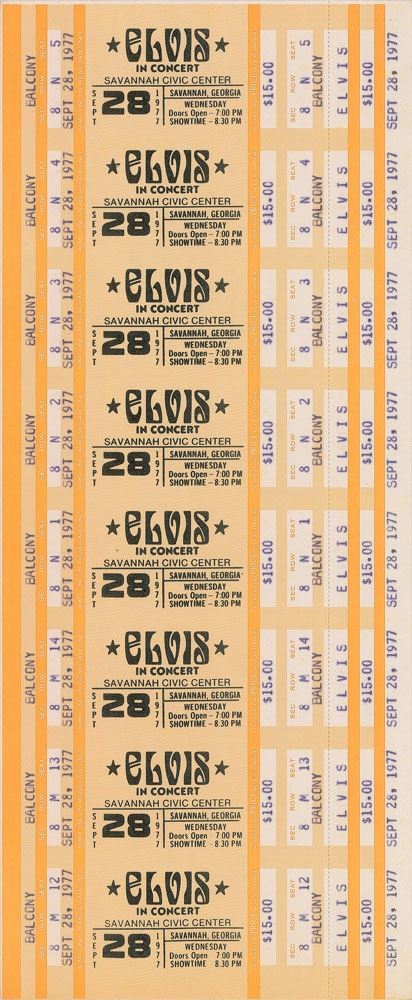 BALCONY
8 N 5
SEPT 28, 1977
★ELVIS★
IN CONCERT
SAVANNAH CIVIC CENTER
SEPT 28 1977
SAVANNAH, GEORGIA
WEDNESDAY
Doors Open - 7:00 PM
SHOWTIME - 8:30 PM
$15.00
SEC ROW SEAT
8 N 5
BALCONY
ELVIS
$15.00
SEPT 28, 1977
BALCONY
8 N 4
SEPT 28, 1977
★ELVIS★
IN CONCERT
SAVANNAH CIVIC CENTER
SEPT 28 1977
SAVANNAH, GEORGIA
WEDNESDAY
Doors Open - 7:00 PM
SHOWTIME - 8:30 PM
$15.00
SEC ROW SEAT
8 N 4
BALCONY
ELVIS
$15.00
SEPT 28, 1977
BALCONY
8 N 3
SEPT 28, 1977
★ELVIS★
IN CONCERT
SAVANNAH CIVIC CENTER
SEPT 28 1977
SAVANNAH, GEORGIA
WEDNESDAY
Doors Open - 7:00 PM
SHOWTIME - 8:30 PM
$15.00
SEC ROW SEAT
8 N 3
BALCONY
ELVIS
$15.00
SEPT 28, 1977
BALCONY
8 N 2
SEPT 28, 1977
★ELVIS★
IN CONCERT
SAVANNAH CIVIC CENTER
SEPT 28 1977
SAVANNAH, GEORGIA
WEDNESDAY
Doors Open - 7:00 PM
SHOWTIME - 8:30 PM
$15.00
SEC ROW SEAT
8 N 2
BALCONY
ELVIS
$15.00
SEPT 28, 1977
BALCONY
8 N 1
SEPT 28, 1977
★ELVIS★
IN CONCERT
SAVANNAH CIVIC CENTER
SEPT 28 1977
SAVANNAH, GEORGIA
WEDNESDAY
Doors Open - 7:00 PM
SHOWTIME - 8:30 PM
$15.00
SEC ROW SEAT
8 N 1
BALCONY
ELVIS
$15.00
SEPT 28, 1977
BALCONY
8 M 14
SEPT 28, 1977
★ELVIS★
IN CONCERT
SAVANNAH CIVIC CENTER
SEPT 28 1977
SAVANNAH, GEORGIA
WEDNESDAY
Doors Open - 7:00 PM
SHOWTIME - 8:30 PM
$15.00
SEC ROW SEAT
8 M 14
BALCONY
ELVIS
$15.00
SEPT 28, 1977
BALCONY
8 M 13
SEPT 28, 1977
★ELVIS★
IN CONCERT
SAVANNAH CIVIC CENTER
SEPT 28 1977
SAVANNAH, GEORGIA
WEDNESDAY
Doors Open 7:00 PM
SHOWTIME - 8:30 PM
$15.00
SEC ROW SEAT
8 M 13
BALCONY
ELVIS
$15.00
SEPT 28, 1977
BALCONY
8 M 12
SEPT 28, 1977
★ELVIS★
IN CONCERT
SAVANNAH CIVIC CENTER
SEPT 28 1977
SAVANNAH, GEORGIA
WEDNESDAY
Doors Open 7:00 PM
SHOWTIME 8:30 PM
$15.00
SEC ROW SEAT
8 M 12
BALCONY
ELVIS
$15.00
SEPT 28, 1977